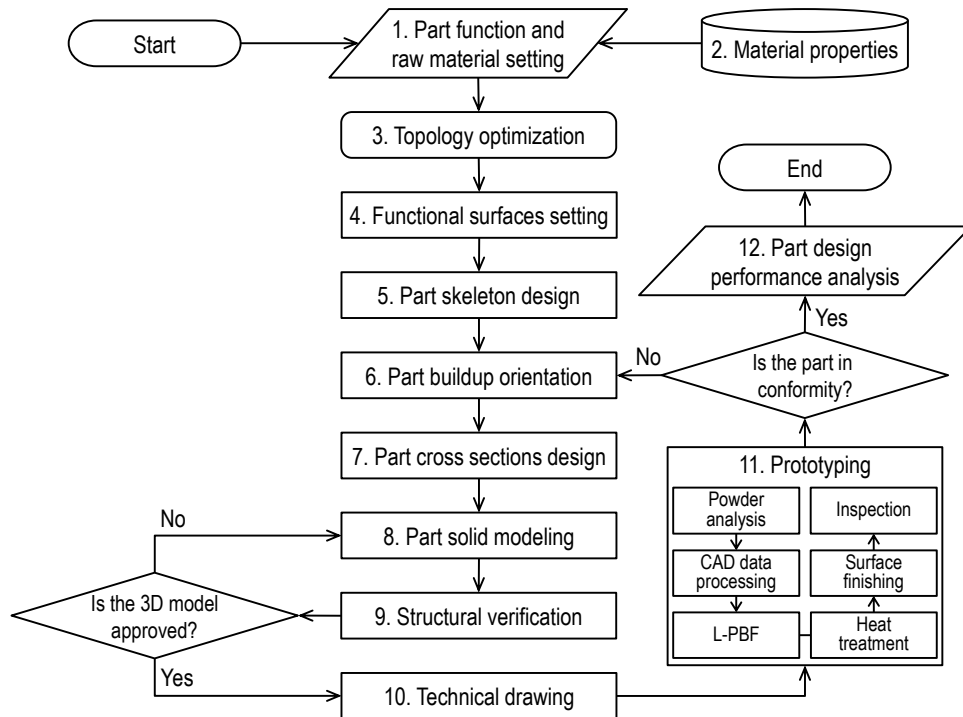 Start
1. Part function and
raw material setting
2. Material properties
3. Topology optimization
End
4. Functional surfaces setting
12. Part design
performance analysis
5. Part skeleton design
Yes
No
Is the part in
conformity?
6. Part buildup orientation
7. Part cross sections design
11. Prototyping
Powder
analysis
Inspection
No
8. Part solid modeling
CAD data
processing
Surface
finishing
Is the 3D model
approved?
9. Structural verification
L-PBF
Heat
treatment
Yes
10. Technical drawing